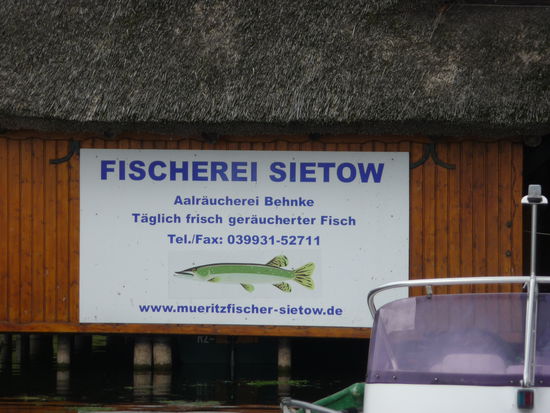 FISCHEREI SIETOW
Aalräucherei Behnke
Täglich frisch geräucherter Fisch
Tel./Fax: 039931-52711
www.mueritzfischer-sietow.de